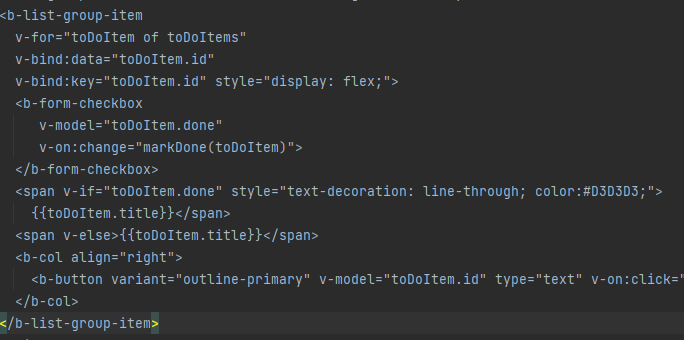 <b-list-group-item
v-for="toDoItem of toDoItems"
v-bind:data="toDoItem.id"
v-bind:key="toDoItem.id" style="display: flex;">
<b-form-checkbox
v-model="toDoItem.done"
v-on:change="markDone(toDoItem)">
</b-form-checkbox>
<span v-if="toDoItem.done" style="text-decoration: line-through; color:#D3D3D3;">
{{toDoItem.title}}</span>
<span v-else>{{toDoItem.title}}</span>
<b-col align="right">
<b-button variant="outline-primary" v-model="toDoItem.id" type="text" v-on:click="
</b-col>
</b-list-group-item>